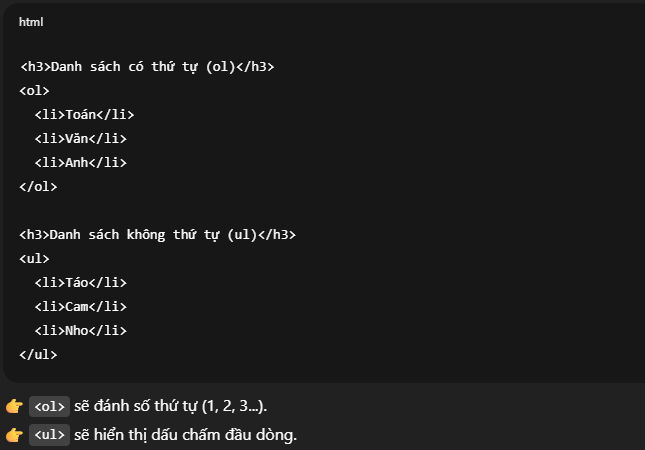 html
<h3>Danh sách có thứ tự (ol)</h3>
<ol>
<li>Toán</li>
<li>Văn</li>
<li>Anh</li>
</ol>
<h3>Danh sách không thứ tự (ul)</h3>
<ul>
<li>Táo</li>
<li>Cam</li>
<li>Nho</li>
</ul>
👉 <ol> sẽ đánh số thứ tự (1, 2, 3...).
👉 <ul> sẽ hiển thị dấu chấm đầu dòng.